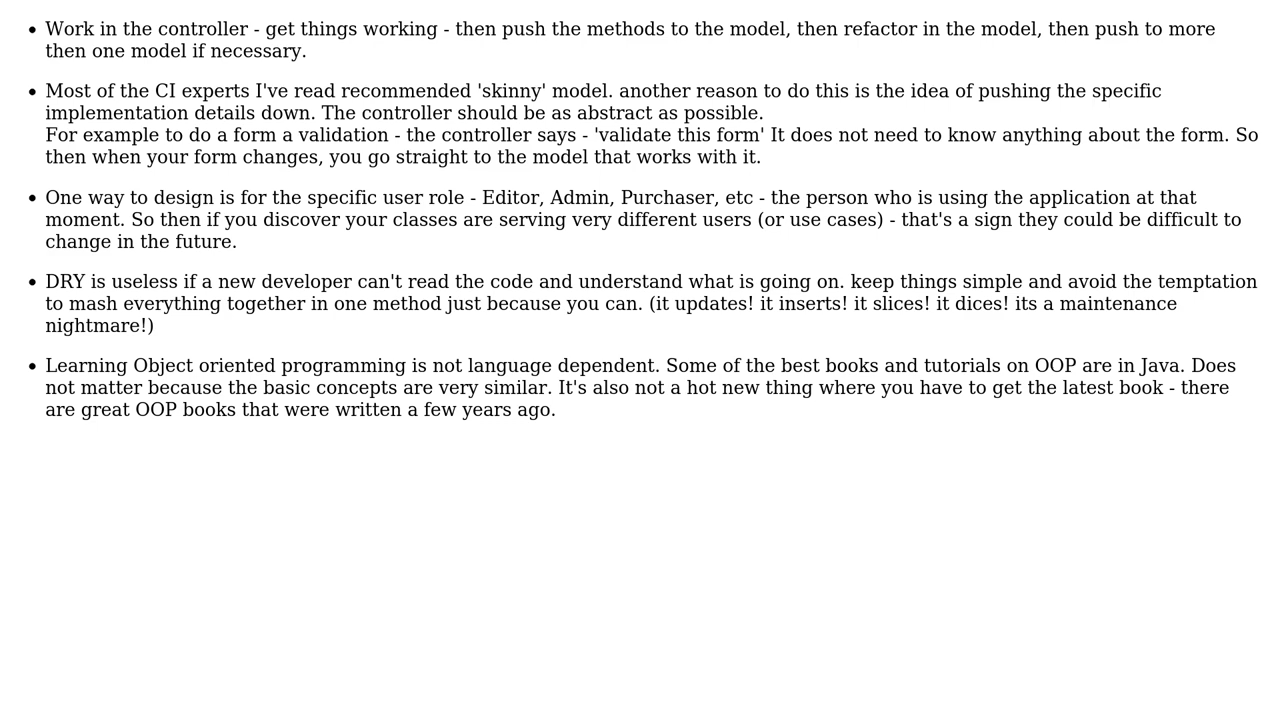 • Work in the controller - get things working - then push the methods to the model, then refactor in the model, then push to more
then one model if necessary.
• Most of the CI experts I've read recommended 'skinny' model. another reason to do this is the idea of pushing the specific
implementation details down. The controller should be as abstract as possible.
For example to do a form a validation - the controller says - 'validate this form' It does not need to know anything about the form. So
then when your form changes, you go straight to the model that works with it.
• One way to design is for the specific user role - Editor, Admin, Purchaser, etc - the person who is using the application at that
moment. So then if you discover your classes are serving very different users (or use cases) - that's a sign they could be difficult to
change in the future.
• DRY is useless if a new developer can't read the code and understand what is going on. keep things simple and avoid the temptation
to mash everything together in one method just because you can. (it updates! it inserts! it slices! it dices! its a maintenance
nightmare!)
• Learning Object oriented programming is not language dependent. Some of the best books and tutorials on OOP are in Java. Does
not matter because the basic concepts are very similar. It's also not a hot new thing where you have to get the latest book - there
are great OOP books that were written a few years ago.